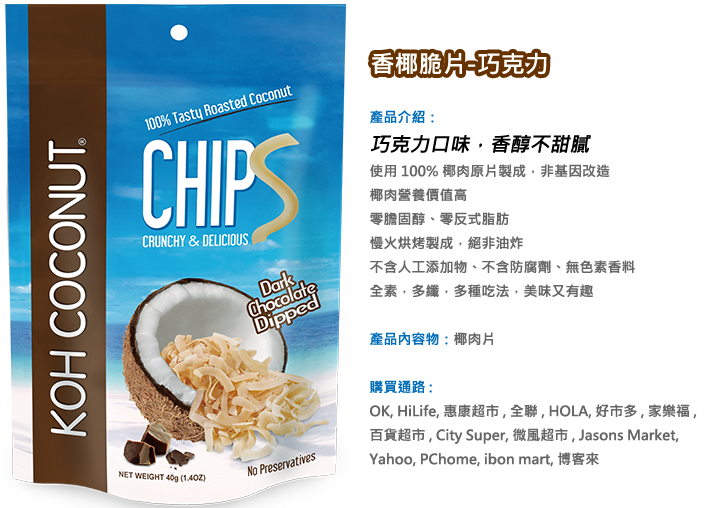 100% Tasty Roasted Coconut
CHIPS
CRUNCHY & DELICIOUS
KOH COCONUT®
Dark
Chocolate
Dipped
NET WEIGHT 40g (1.4OZ)
No Preservatives
香椰脆片-巧克力
產品介紹：
巧克力口味，香醇不甜膩
使用 100% 椰肉原片製成，非基因改造
椰肉營養價值高
零膽固醇、零反式脂肪
慢火烘烤製成，絕非油炸
不含人工添加物、不含防腐劑、無色素香料
全素，多纖，多種吃法，美味又有趣
產品內容物：椰肉片
購買通路：
OK, HiLife, 惠康超市 , 全聯 , HOLA, 好市多 , 家樂福 ,
百貨超市 , City Super, 微風超市 , Jasons Market,
Yahoo, PChome, ibon mart, 博客來